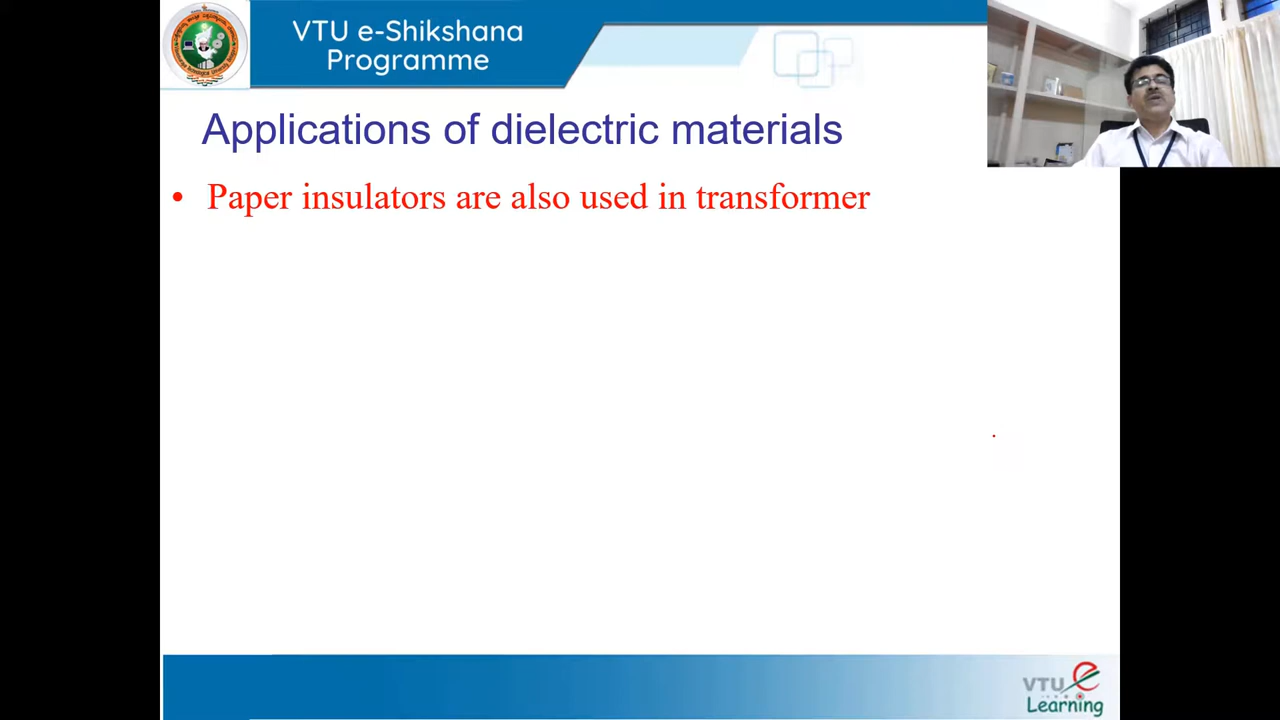 VTU e-Shikshana
Programme
Applications of dielectric materials
• Paper insulators are also used in transformer
VTU e
Learning